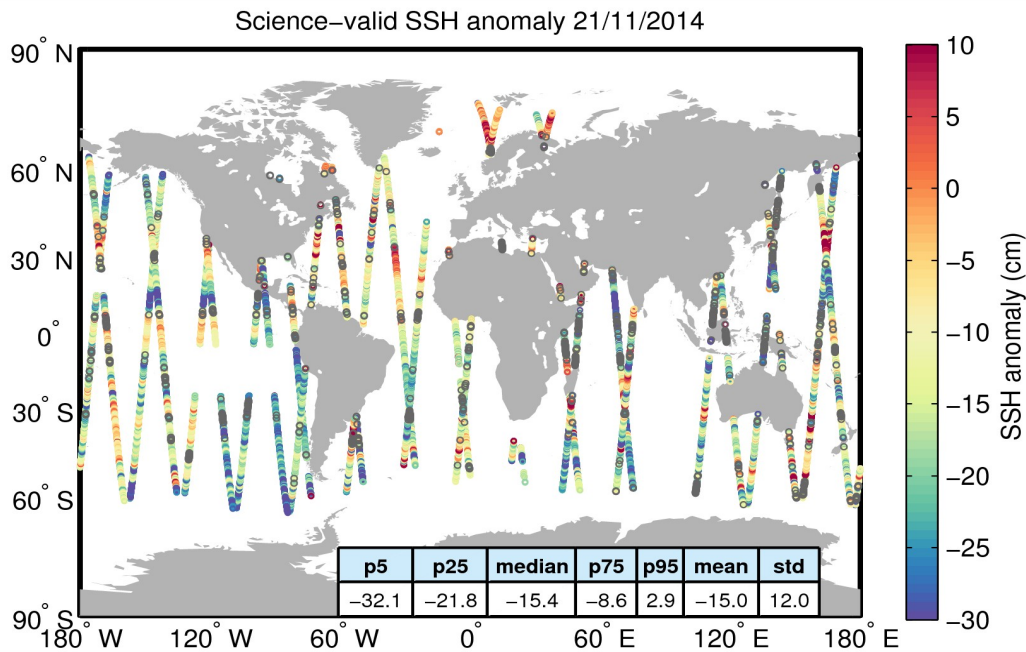 Science−valid SSH anomaly 21/11/2014
90° N
60° N
30° N
0°
30° S
60° S
90° S
180° W
120° W
60° W
0°
60° E
120° E
180° E
p5 p25 median p75 p95 mean std
−32.1 −21.8 −15.4 −8.6 2.9 −15.0 12.0
10
5
0
−5
−10
−15
−20
−25
−30
SSH anomaly (cm)